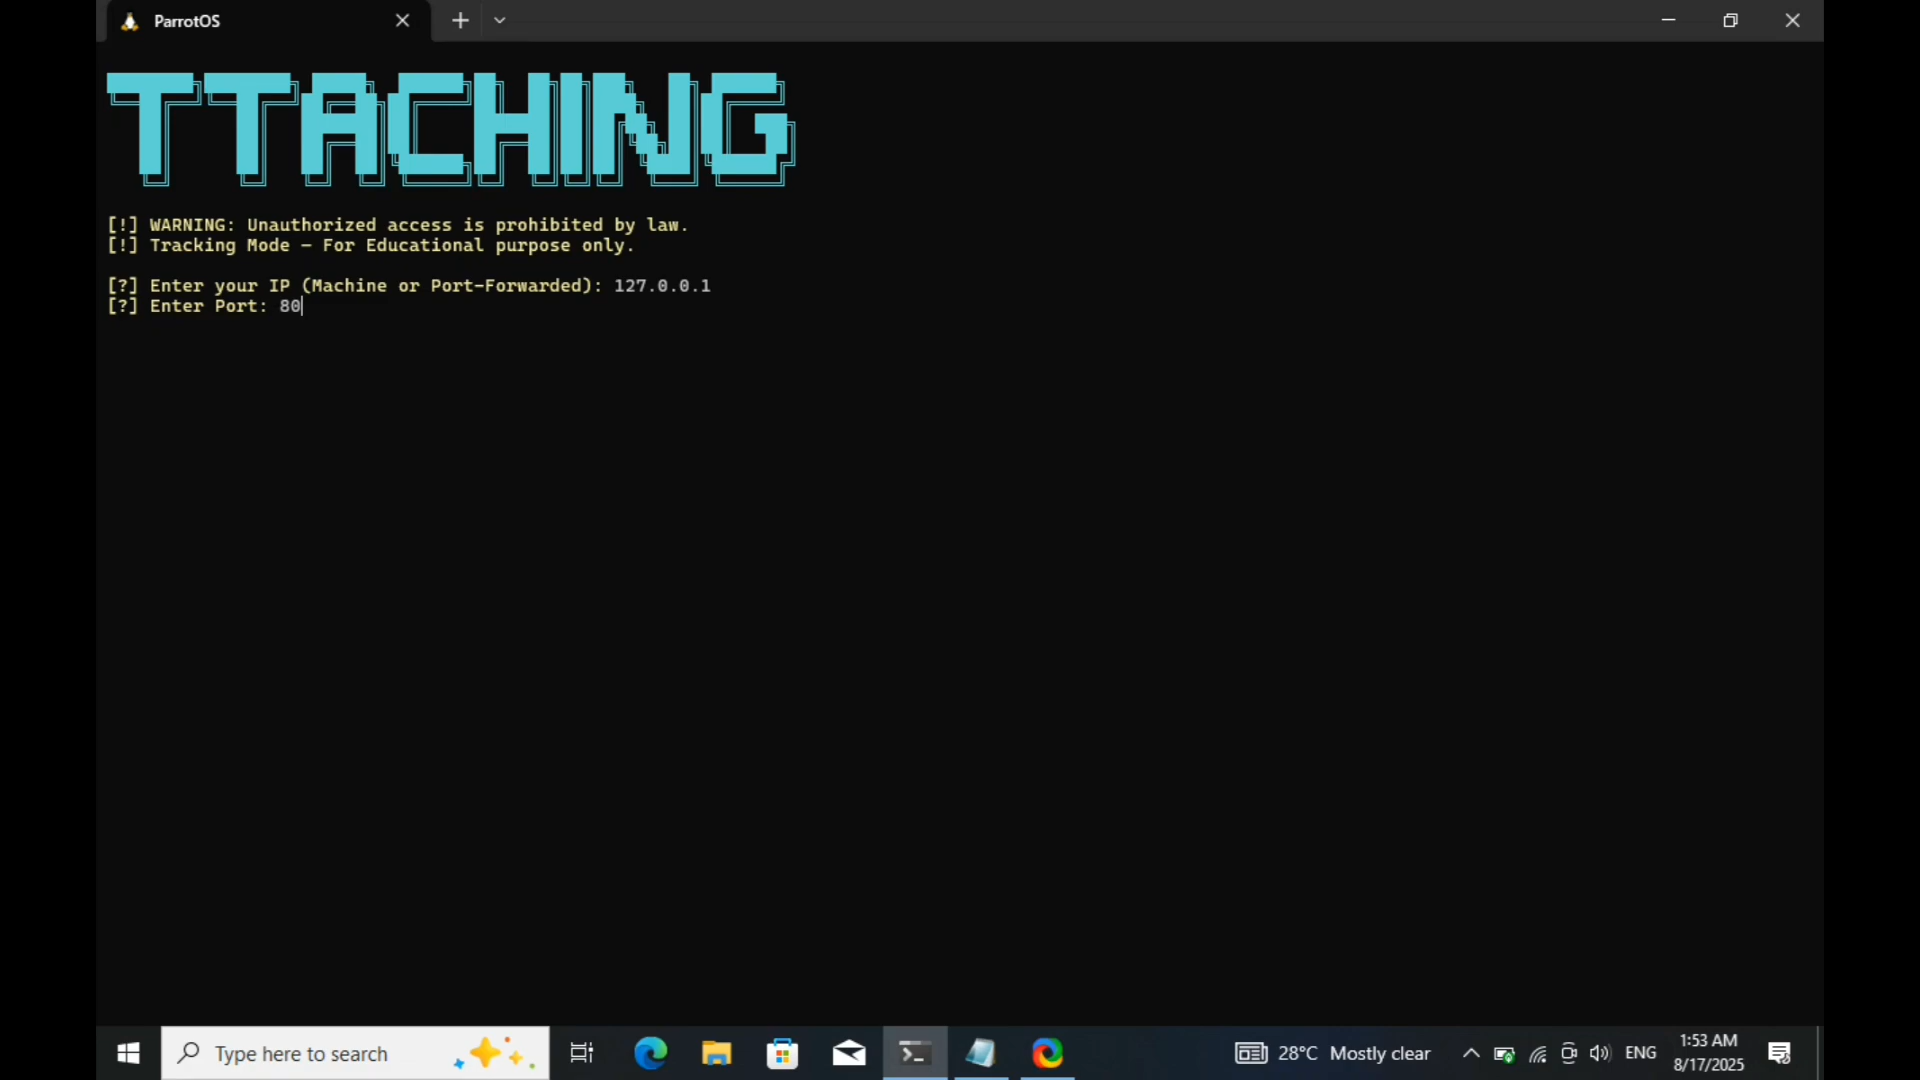 ParrotOS
TTACHING
[!] WARNING: Unauthorized access is prohibited by law.
[!] Tracking Mode – For Educational purpose only.
[?] Enter your IP (Machine or Port-Forwarded): 127.0.0.1
[?] Enter Port: 80
Type here to search
28°C Mostly clear
ENG
1:53 AM
8/17/2025